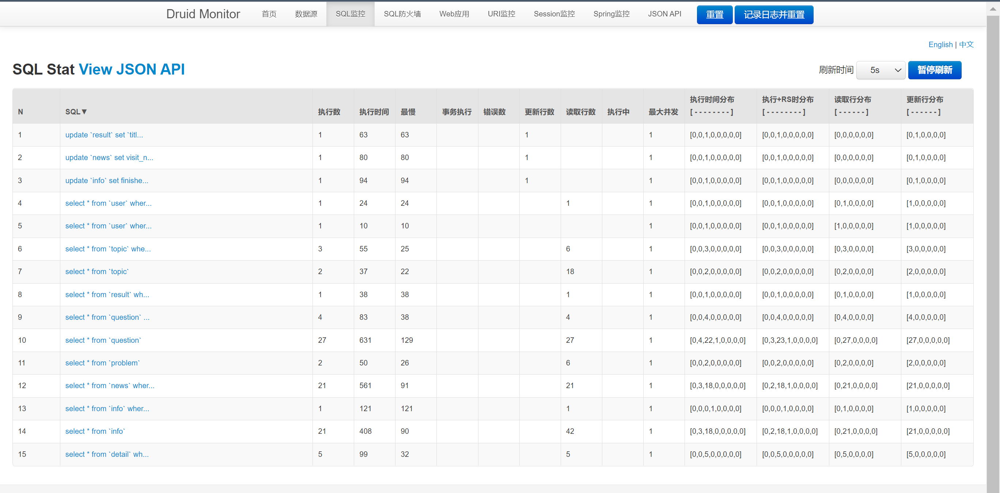 Druid Monitor 首页 数据源 SQL监控 SQL防火墙 Web应用 URI监控 Session监控 Spring监控 JSON API 重置 记录日志并重置
English | 中文
SQL Stat View JSON API 刷新时间 5s 暂停刷新
N SQL▼ 执行数 执行时间 最慢 事务执行 错误数 更新行数 读取行数 执行中 最大并发 执行时间分布 [ - - - - - - - - ] 执行+RS时分布 [ - - - - - - - - ] 读取行分布 [ - - - - - - ] 更新行分布 [ - - - - - - ]
1 update `result` set `titl... 1 63 63 1 1 [0,0,1,0,0,0,0,0] [0,0,1,0,0,0,0,0] [0,0,0,0,0,0] [0,1,0,0,0,0]
2 update `news` set visit_n... 1 80 80 1 1 [0,0,1,0,0,0,0,0] [0,0,1,0,0,0,0,0] [0,0,0,0,0,0] [0,1,0,0,0,0]
3 update `info` set finishe... 1 94 94 1 1 [0,0,1,0,0,0,0,0] [0,0,1,0,0,0,0,0] [0,0,0,0,0,0] [0,1,0,0,0,0]
4 select * from `user` wher... 1 24 24 1 1 [0,0,1,0,0,0,0,0] [0,0,1,0,0,0,0,0] [0,1,0,0,0,0] [1,0,0,0,0,0]
5 select * from `user` wher... 1 10 10 1 [0,0,1,0,0,0,0,0] [0,0,1,0,0,0,0,0] [1,0,0,0,0,0] [1,0,0,0,0,0]
6 select * from `topic` whe... 3 55 25 6 1 [0,0,3,0,0,0,0,0] [0,0,3,0,0,0,0,0] [0,3,0,0,0,0] [3,0,0,0,0,0]
7 select * from `topic` 2 37 22 18 1 [0,0,2,0,0,0,0,0] [0,0,2,0,0,0,0,0] [0,2,0,0,0,0] [2,0,0,0,0,0]
8 select * from `result` wh... 1 38 38 1 1 [0,0,1,0,0,0,0,0] [0,0,1,0,0,0,0,0] [0,1,0,0,0,0] [1,0,0,0,0,0]
9 select * from `question` ... 4 83 38 4 1 [0,0,4,0,0,0,0,0] [0,0,4,0,0,0,0,0] [0,4,0,0,0,0] [4,0,0,0,0,0]
10 select * from `question` 27 631 129 27 1 [0,4,22,1,0,0,0,0] [0,3,23,1,0,0,0,0] [0,27,0,0,0,0] [27,0,0,0,0,0]
11 select * from `problem` 2 50 26 6 1 [0,0,2,0,0,0,0,0] [0,0,2,0,0,0,0,0] [0,2,0,0,0,0] [2,0,0,0,0,0]
12 select * from `news` wher... 21 561 91 21 1 [0,3,18,0,0,0,0,0] [0,2,18,1,0,0,0,0] [0,21,0,0,0,0] [21,0,0,0,0,0]
13 select * from `info` wher... 1 121 121 1 1 [0,0,0,1,0,0,0,0] [0,0,0,1,0,0,0,0] [0,1,0,0,0,0] [1,0,0,0,0,0]
14 select * from `info` 21 408 90 42 1 [0,3,18,0,0,0,0,0] [0,2,18,1,0,0,0,0] [0,21,0,0,0,0] [21,0,0,0,0,0]
15 select * from `detail` wh... 5 99 32 5 1 [0,0,5,0,0,0,0,0] [0,0,5,0,0,0,0,0] [0,5,0,0,0,0] [5,0,0,0,0,0]